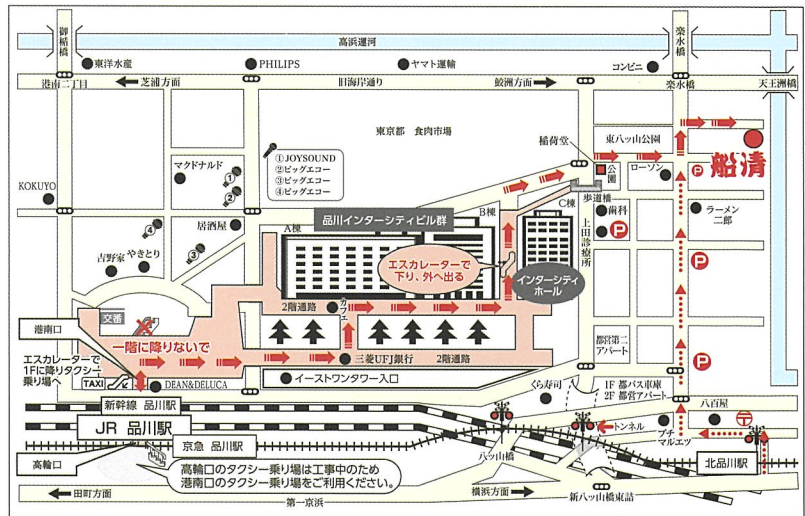 御楯橋
高浜運河
楽水橋
東洋水産
PHILIPS
ヤマト運輸
コンビニ
港南二丁目
芝浦方面
旧海岸通り
鮫洲方面
楽水橋
天王洲橋
東京都 食肉市場
稲荷堂
東八ッ山公園
船清
マクドナルド
①JOYSOUND
②ビッグエコー
③ビッグエコー
④ビッグエコー
公園
ローソン
P
KOKUYO
①
②
④
③
居酒屋
品川インターシティビル群
A棟
B棟
C棟
歩道橋
歯科
P
上田診療所
ラーメン二郎
吉野家
やきとり
エスカレーターで
下り、外へ出る
インターシティ
ホール
P
交番
港南口
一階に降りないで
2階通路
カフェ
三菱UFJ銀行
2階通路
都営第二
アパート
P
エスカレーターで
1Fに降りタクシー
乗り場へ
TAXI
DEAN&DELUCA
イーストワンタワー入口
くら寿司
1F 都バス車庫
2F 都営アパート
八百屋
新幹線 品川駅
JR 品川駅
京急 品川駅
トンネル
プチ
マルエツ
〒
高輪口
八ッ山橋
北品川駅
高輪口のタクシー乗り場は工事中のため
港南口のタクシー乗り場をご利用ください。
田町方面
第一京浜
横浜方面
新八ッ山橋東詰